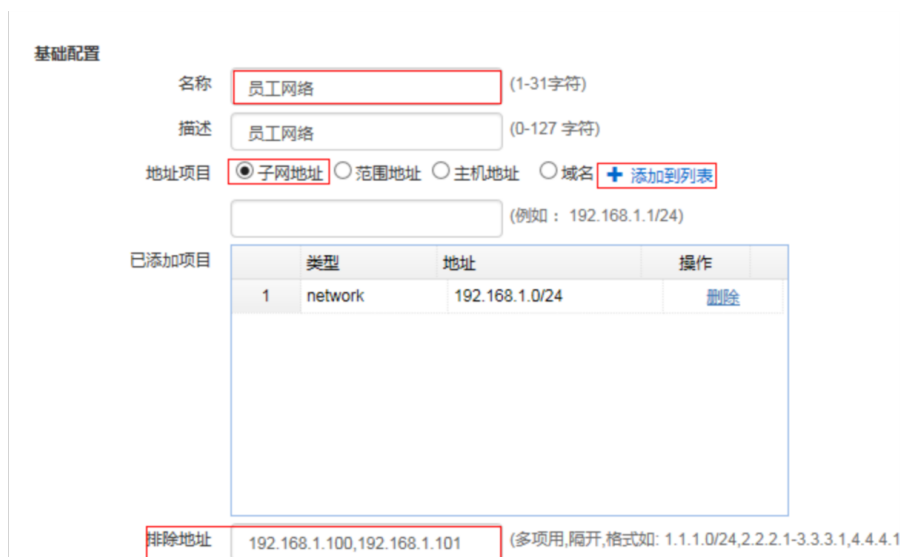 基础配置
名称 员工网络 (1-31字符)
描述 员工网络 (0-127 字符)
地址项目 子网地址 范围地址 主机地址 域名 + 添加到列表
(例如： 192.168.1.1/24)
已添加项目 类型 地址 操作
1 network 192.168.1.0/24 删除
排除地址 192.168.1.100,192.168.1.101 (多项用,隔开,格式如: 1.1.1.0/24,2.2.2.1-3.3.3.1,4.4.4.1